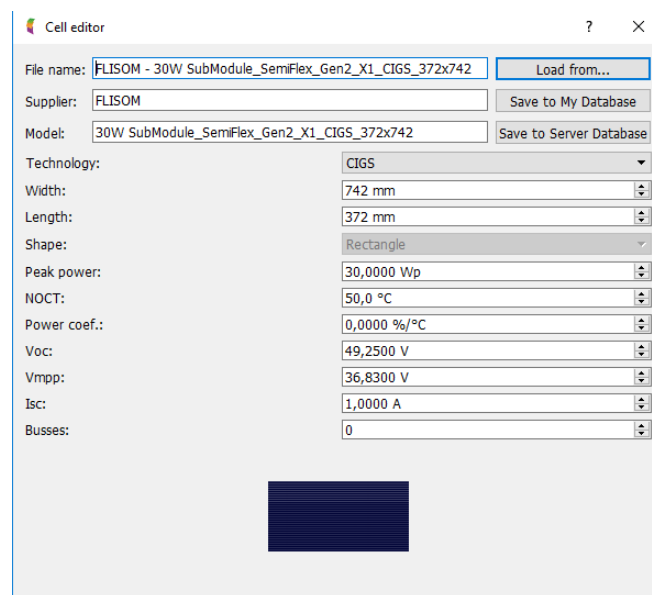 Cell editor ? ×
File name: FLISOM - 30W SubModule_SemiFlex_Gen2_X1_CIGS_372x742 Load from...
Supplier: FLISOM Save to My Database
Model: 30W SubModule_SemiFlex_Gen2_X1_CIGS_372x742 Save to Server Database
Technology: CIGS
Width: 742 mm
Length: 372 mm
Shape: Rectangle
Peak power: 30,0000 Wp
NOCT: 50,0 °C
Power coef.: 0,0000 %/°C
Voc: 49,2500 V
Vmpp: 36,8300 V
Isc: 1,0000 A
Busses: 0